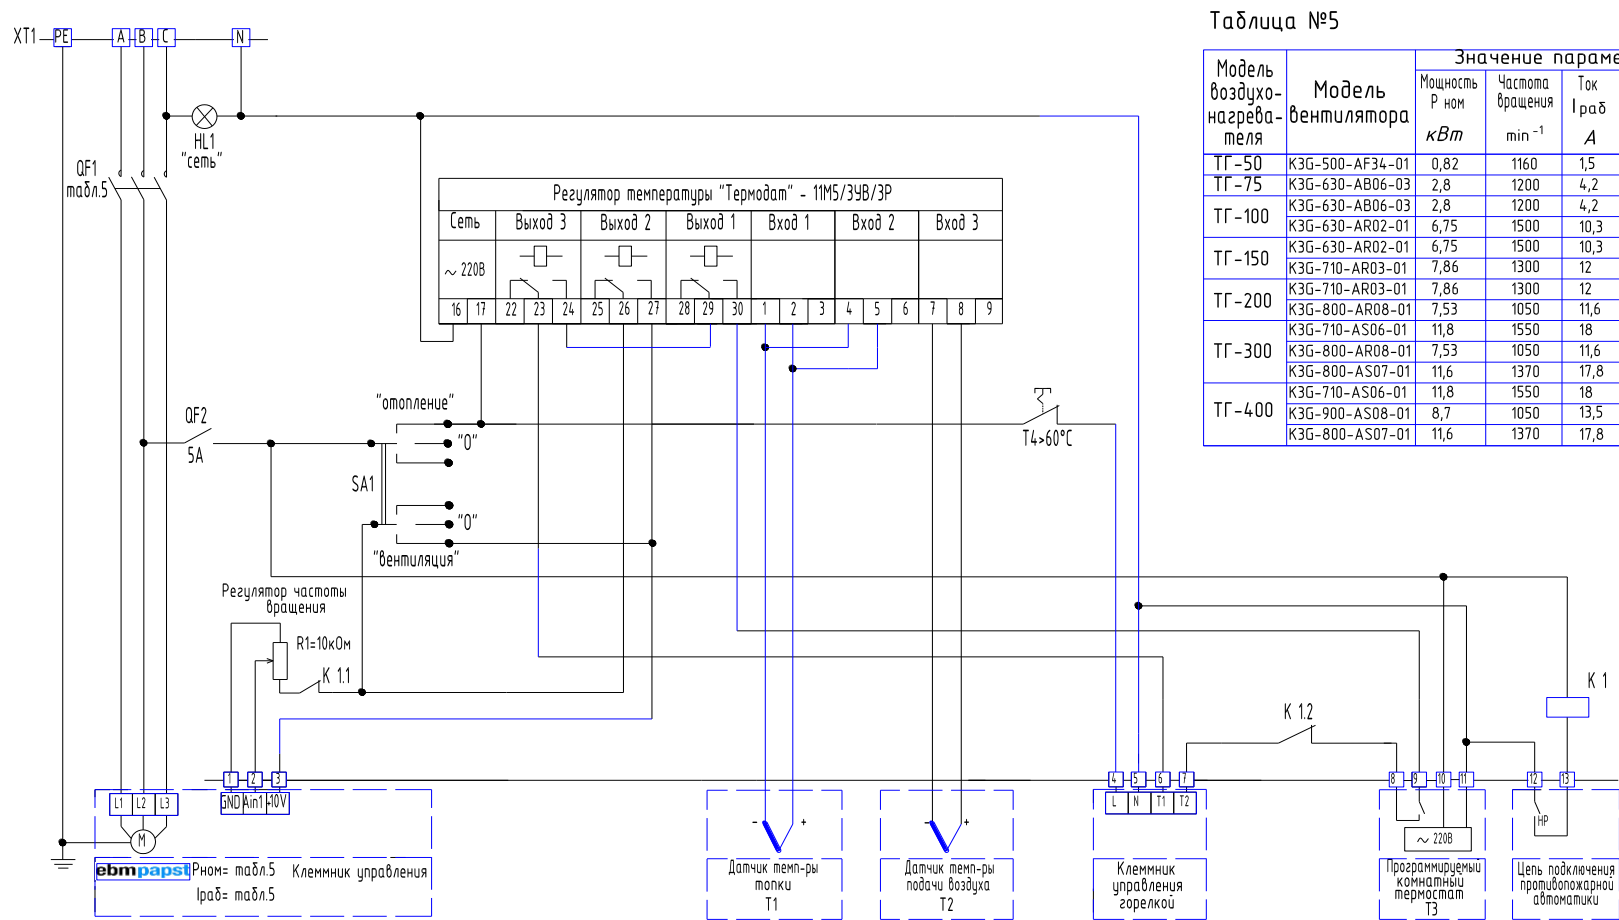 Таблица №5
XT1
PE
A
B
C
N
HL1
"сеть"
QF1
табл.5
Модель
воздухо-
нагрева-
теля
Модель
вентилятора
Значение параме
Мощность
P ном
кВт
Частота
вращения
min⁻¹
Ток
I раб
А
ТГ-50 K3G-500-AF34-01 0,82 1160 1,5
ТГ-75 K3G-630-AB06-03 2,8 1200 4,2
ТГ-100 K3G-630-AB06-03 2,8 1200 4,2
K3G-630-AR02-01 6,75 1500 10,3
ТГ-150 K3G-630-AR02-01 6,75 1500 10,3
K3G-710-AR03-01 7,86 1300 12
ТГ-200 K3G-710-AR03-01 7,86 1300 12
K3G-800-AR08-01 7,53 1050 11,6
ТГ-300 K3G-710-AS06-01 11,8 1550 18
K3G-800-AR08-01 7,53 1050 11,6
K3G-800-AS07-01 11,6 1370 17,8
ТГ-400 K3G-710-AS06-01 11,8 1550 18
K3G-900-AS08-01 8,7 1050 13,5
K3G-800-AS07-01 11,6 1370 17,8
Регулятор температуры "Термодат" - 11М5/3УВ/3Р
Сеть Выход 3 Выход 2 Выход 1 Вход 1 Вход 2 Вход 3
~ 220В
16 17 22 23 24 25 26 27 28 29 30 1 2 3 4 5 6 7 8 9
QF2
5А
"отопление"
"0"
SA1
"0"
"вентиляция"
T4>60°C
Регулятор частоты
вращения
R1=10кОм
К 1.1
К 1.2
К 1
1 2 3
GND Ain1 +10V
L1 L2 L3
M
ebmpapst Pном= табл.5
Iраб= табл.5
Клеммник управления
- +
Датчик темп-ры
топки
Т1
- +
Датчик темп-ры
подачи воздуха
Т2
4 5 6 7
L N T1 T2
Клеммник
управления
горелкой
8 9 10 11
~ 220В
Программируемый
комнатный
термостат
Т3
12 13
НР
Цепь подключения
противопожарной
автоматики